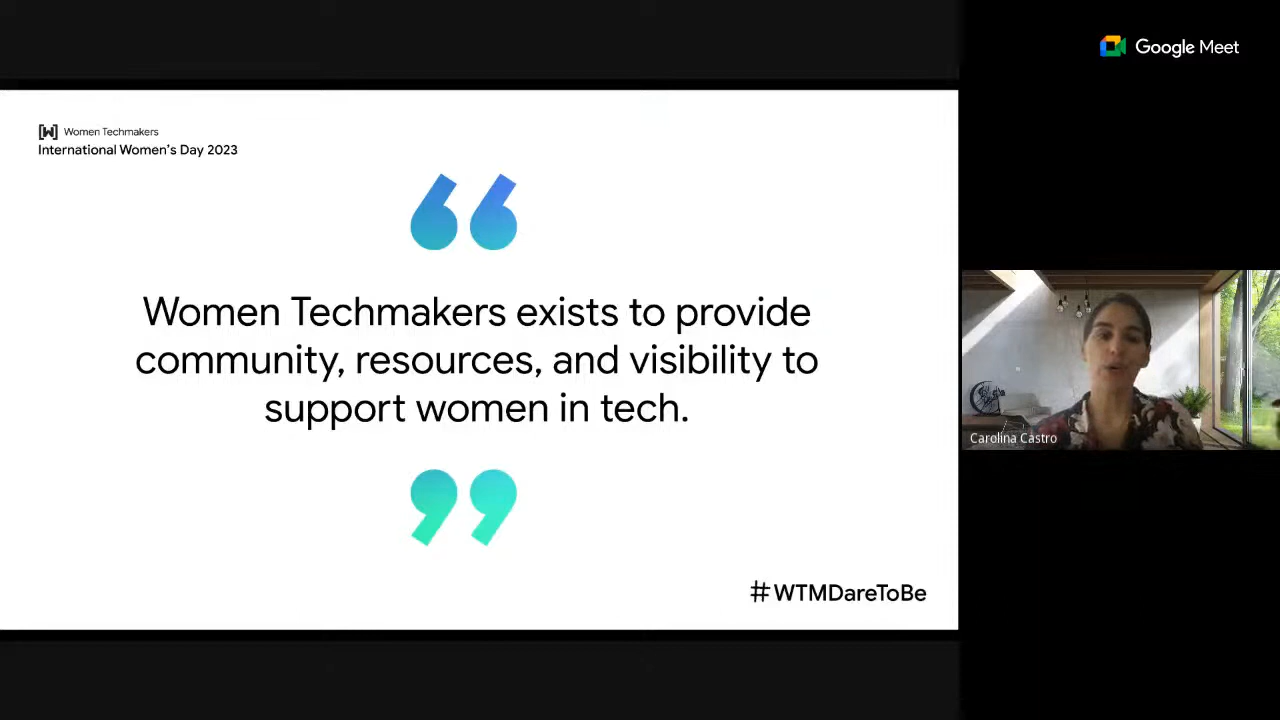 Google Meet
[W] Women Techmakers
International Women's Day 2023
“
Women Techmakers exists to provide
community, resources, and visibility to
support women in tech.
”
#WTMDareToBe
Carolina Castro